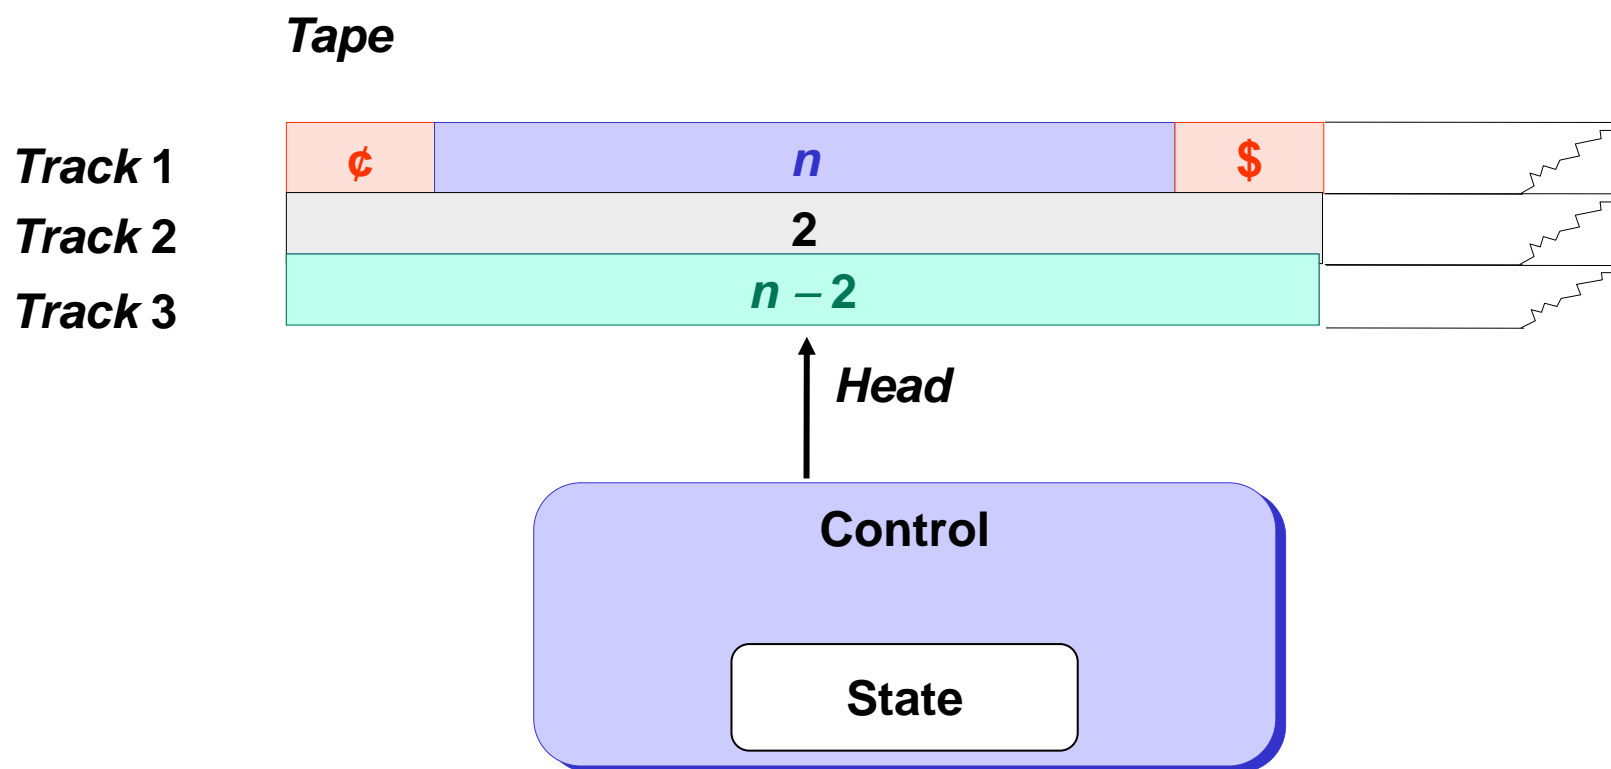 Tape
Track 1 ¢ n $
Track 2 2
Track 3 n – 2
Head
Control
State